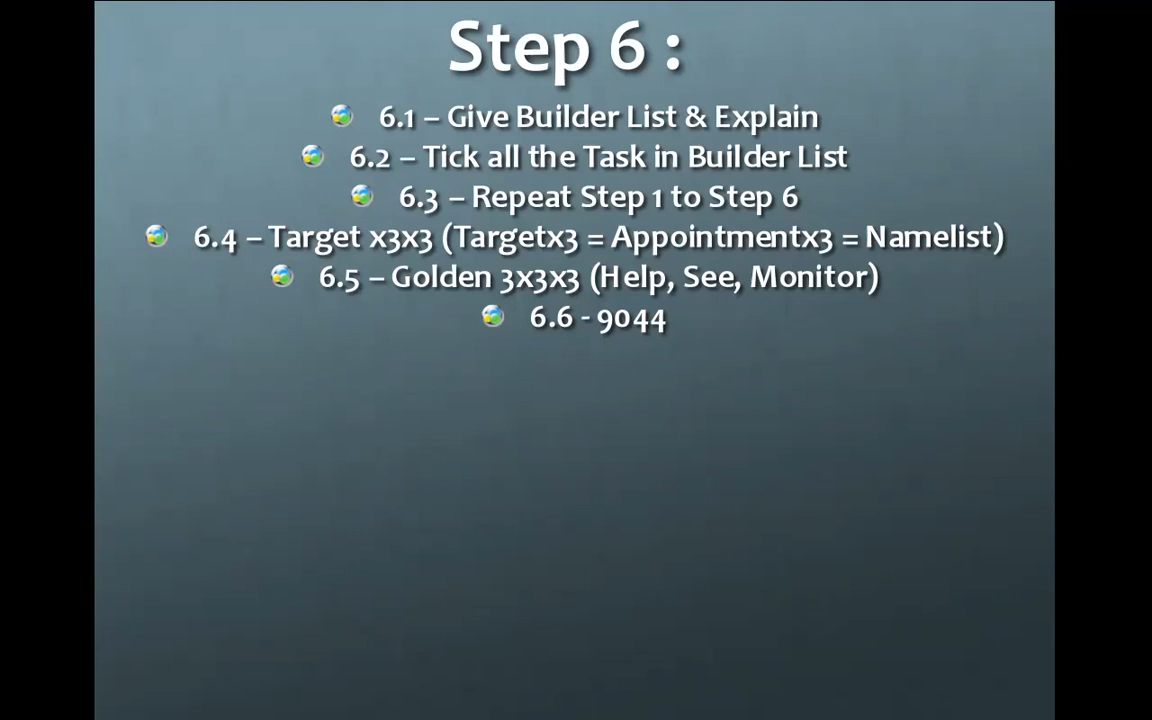 Step 6 :
6.1 – Give Builder List & Explain
6.2 – Tick all the Task in Builder List
6.3 – Repeat Step 1 to Step 6
6.4 – Target x3x3 (Targetx3 = Appointmentx3 = Namelist)
6.5 – Golden 3x3x3 (Help, See, Monitor)
6.6 - 9044